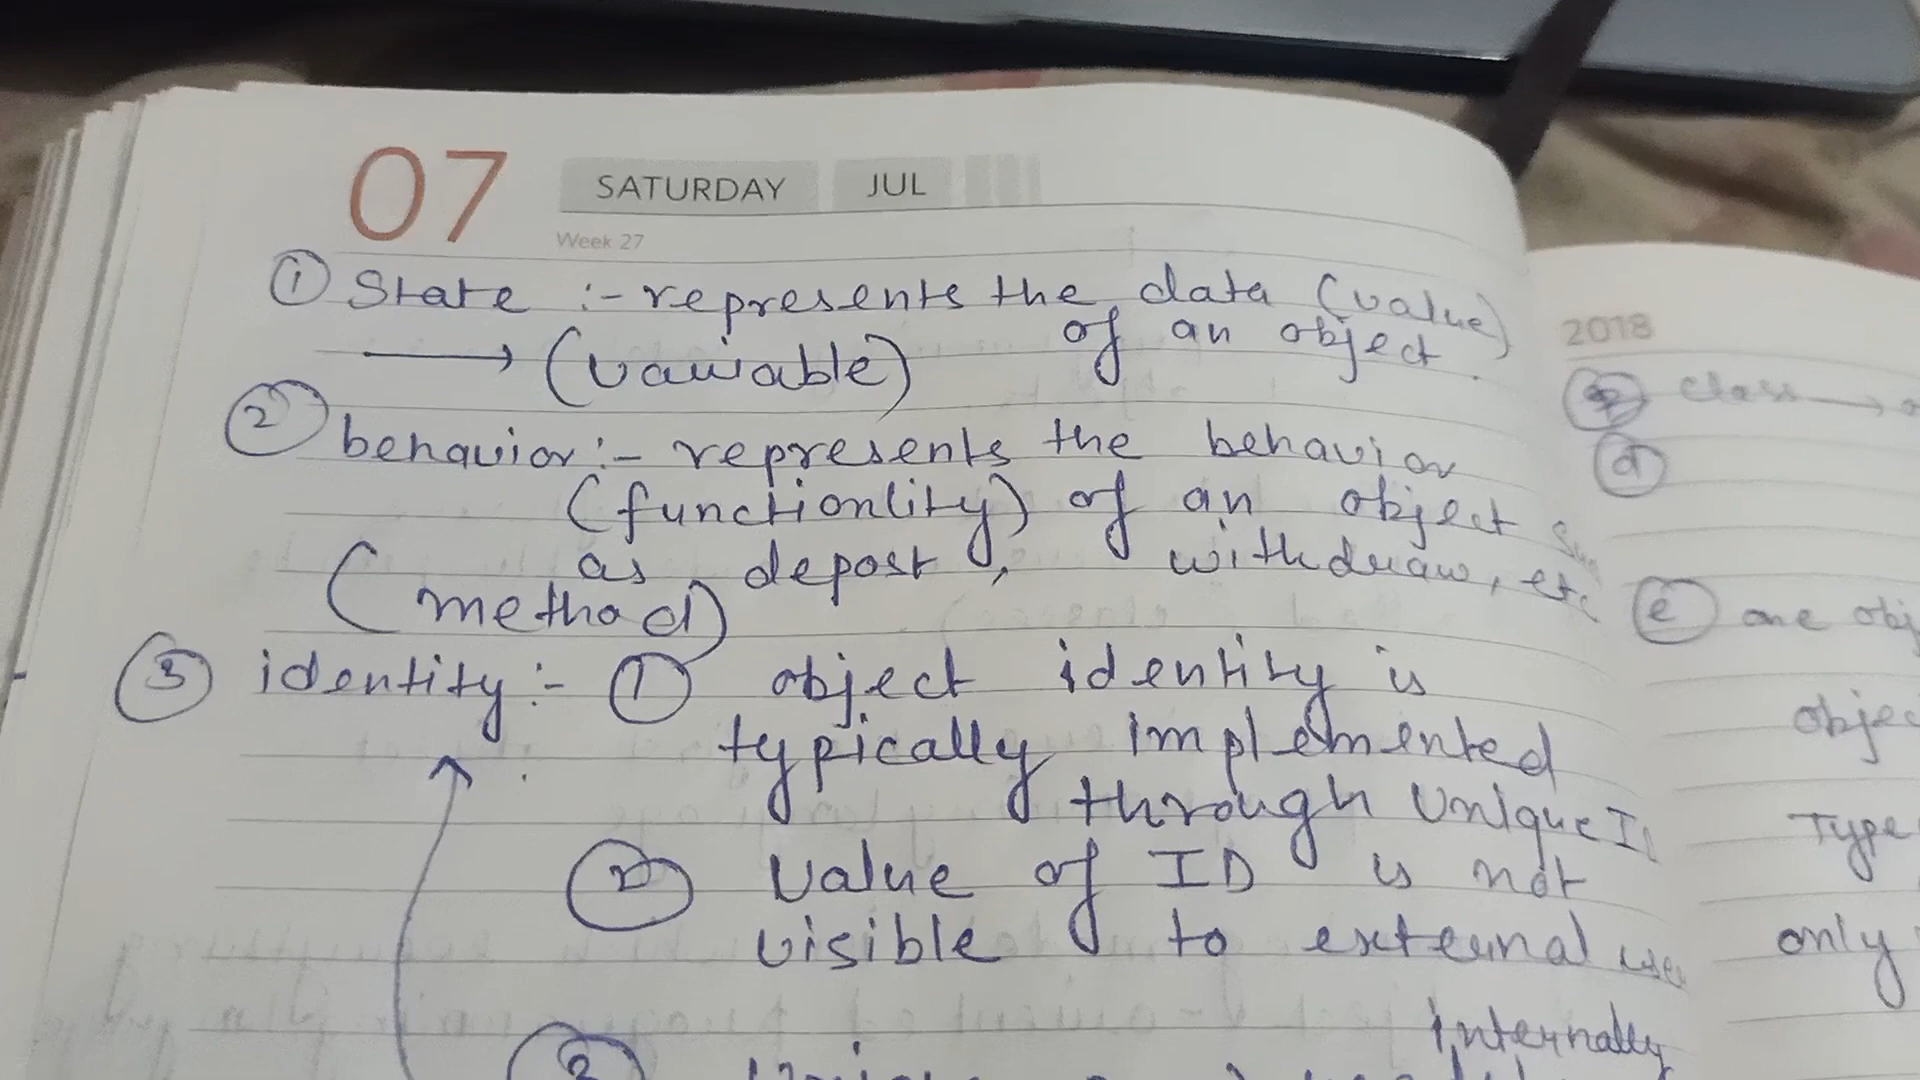 07 SATURDAY JUL
Week 27
① State :- represents the data (value)
of an object.
→ (variable)
② behavior :- represents the behavior
(functionlity) of an object
as depost, withdraw, etc
(method)
③ identity :- ① object identity is
typically implemented
through Unique
② Value of ID is not
visible to external
internally
3
2018
class →
d
e one obj
objec
Type
only